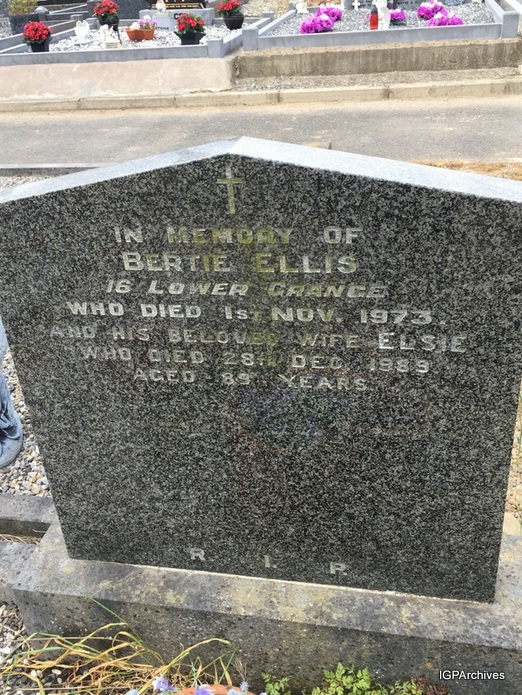 IN MEMORY OF
BERTIE ELLIS
16 LOWER GRANGE
WHO DIED 1ST NOV. 1973.
AND HIS BELOVED WIFE ELSIE
WHO DIED 28TH DEC. 1989
AGED 89 YEARS
R I P
IGPArchives